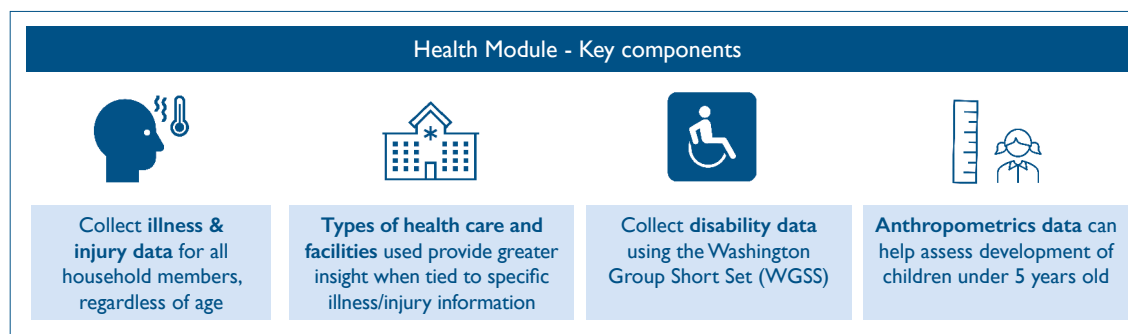 Health Module - Key components
Collect illness &
injury data for all
household members,
regardless of age
Types of health care and
facilities used provide greater
insight when tied to specific
illness/injury information
Collect disability data
using the Washington
Group Short Set (WGSS)
Anthropometrics data can
help assess development of
children under 5 years old